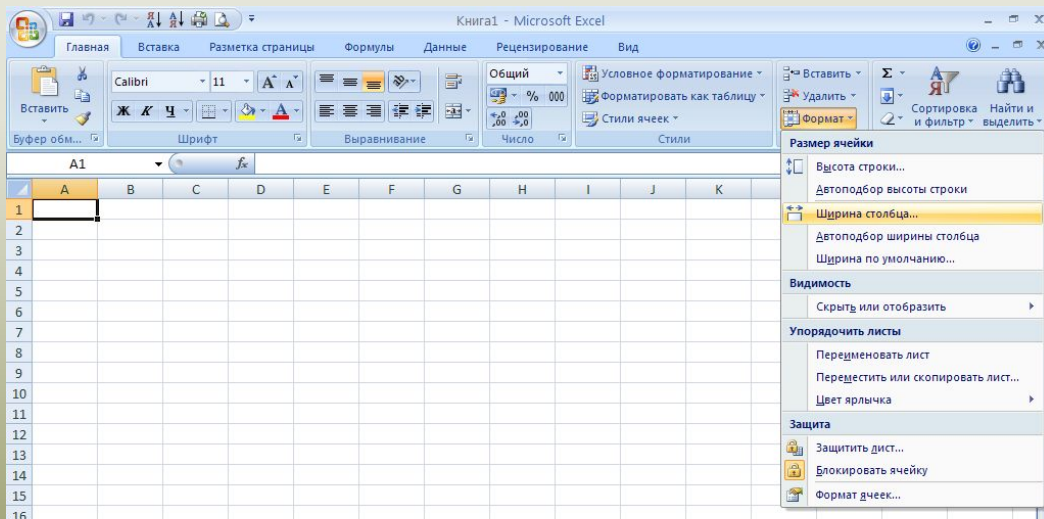 Книга1 - Microsoft Excel
Главная Вставка Разметка страницы Формулы Данные Рецензирование Вид
Calibri 11 Общий Условное форматирование Вставить Σ
Вставить Ж К Ч % 000 Форматировать как таблицу Удалить Сортировка и фильтр Найти и выделить
Стили ячеек Формат
Буфер обм... Шрифт Выравнивание Число Стили
A1 fx
A B C D E F G H I J K
1
2
3
4
5
6
7
8
9
10
11
12
13
14
15
16
Размер ячейки
Высота строки...
Автоподбор высоты строки
Ширина столбца...
Автоподбор ширины столбца
Ширина по умолчанию...
Видимость
Скрыть или отобразить
Упорядочить листы
Переименовать лист
Переместить или скопировать лист...
Цвет ярлычка
Защита
Защитить лист...
Блокировать ячейку
Формат ячеек...